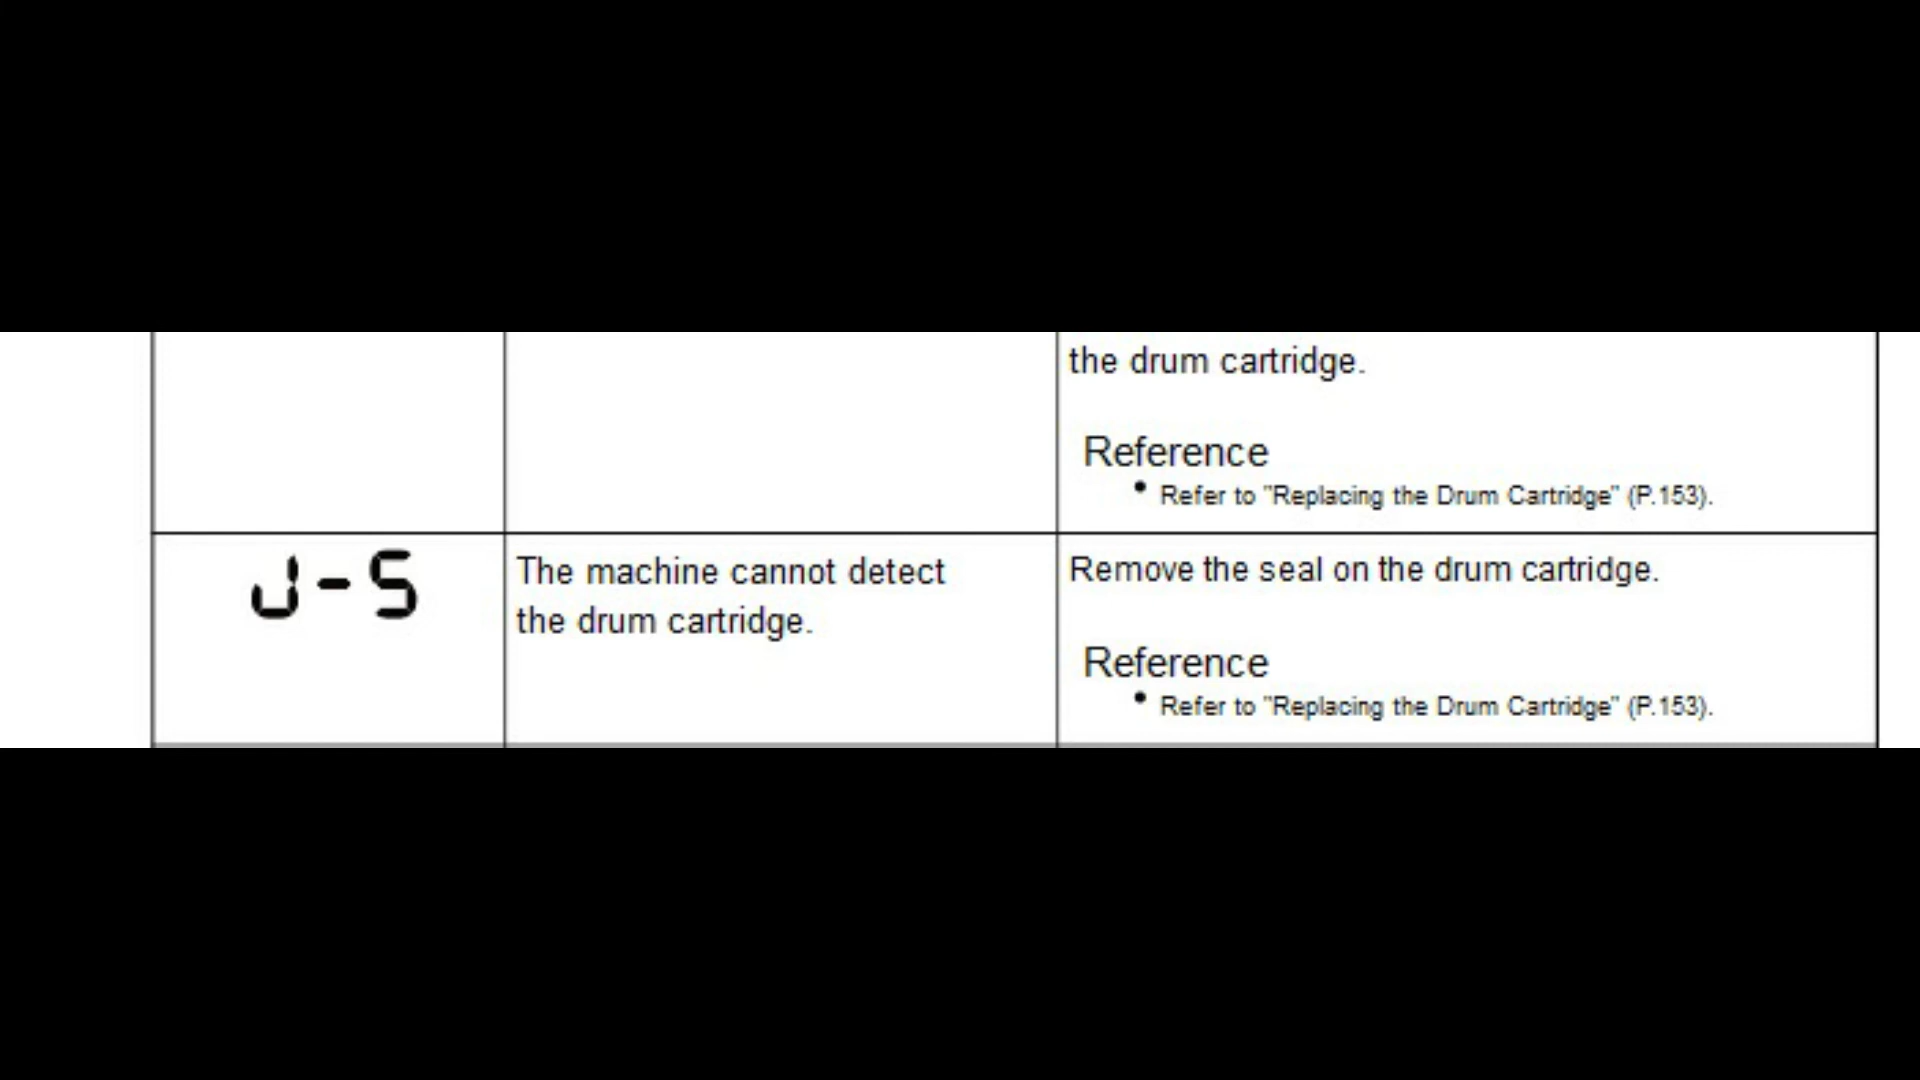 the drum cartridge.
Reference
• Refer to "Replacing the Drum Cartridge" (P.153).
J-5
The machine cannot detect
the drum cartridge.
Remove the seal on the drum cartridge.
Reference
• Refer to "Replacing the Drum Cartridge" (P.153).